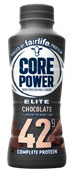 fairlife
CORE
POWER
ELITE
CHOCOLATE
42g
COMPLETE PROTEIN